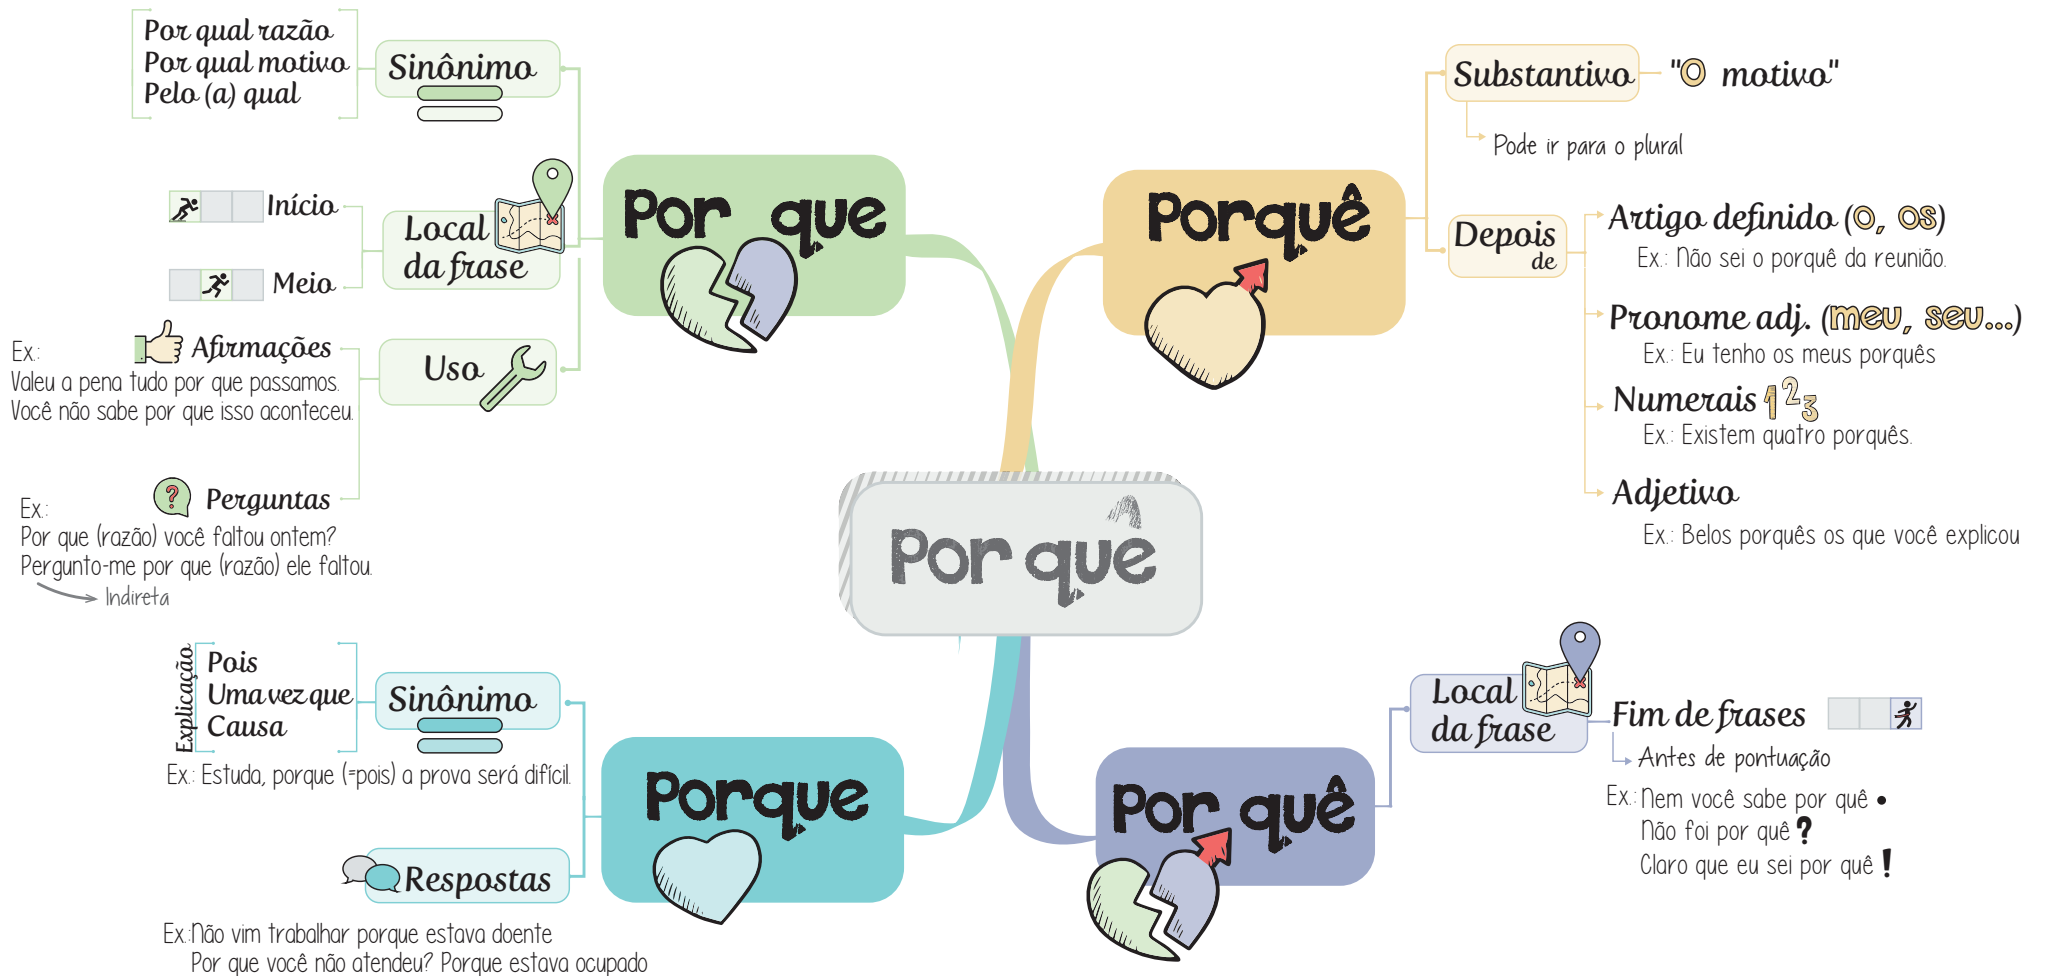 Por que
Sinônimo
Por qual razão
Por qual motivo
Pelo (a) qual
Local
da frase
Início
Meio
Uso
Afirmações
Ex.:
Valeu a pena tudo por que passamos.
Você não sabe por que isso aconteceu.
Perguntas
Ex.:
Por que (razão) você faltou ontem?
Pergunto-me por que (razão) ele faltou.
Indireta
Porquê
Substantivo
"O motivo"
Pode ir para o plural
Depois
de
Artigo definido (o, os)
Ex.: Não sei o porquê da reunião.
Pronome adj. (meu, seu...)
Ex.: Eu tenho os meus porquês
Numerais 1 2 3
Ex.: Existem quatro porquês.
Adjetivo
Ex.: Belos porquês os que você explicou
Por quê
Porque
Sinônimo
Explicação
Pois
Uma vez que
Causa
Ex.: Estuda, porque (=pois) a prova será difícil.
Respostas
Ex.:Não vim trabalhar porque estava doente
Por que você não atendeu? Porque estava ocupado
Por quê
Local
da frase
Fim de frases
Antes de pontuação
Ex.: Nem você sabe por quê .
Não foi por quê ?
Claro que eu sei por quê !